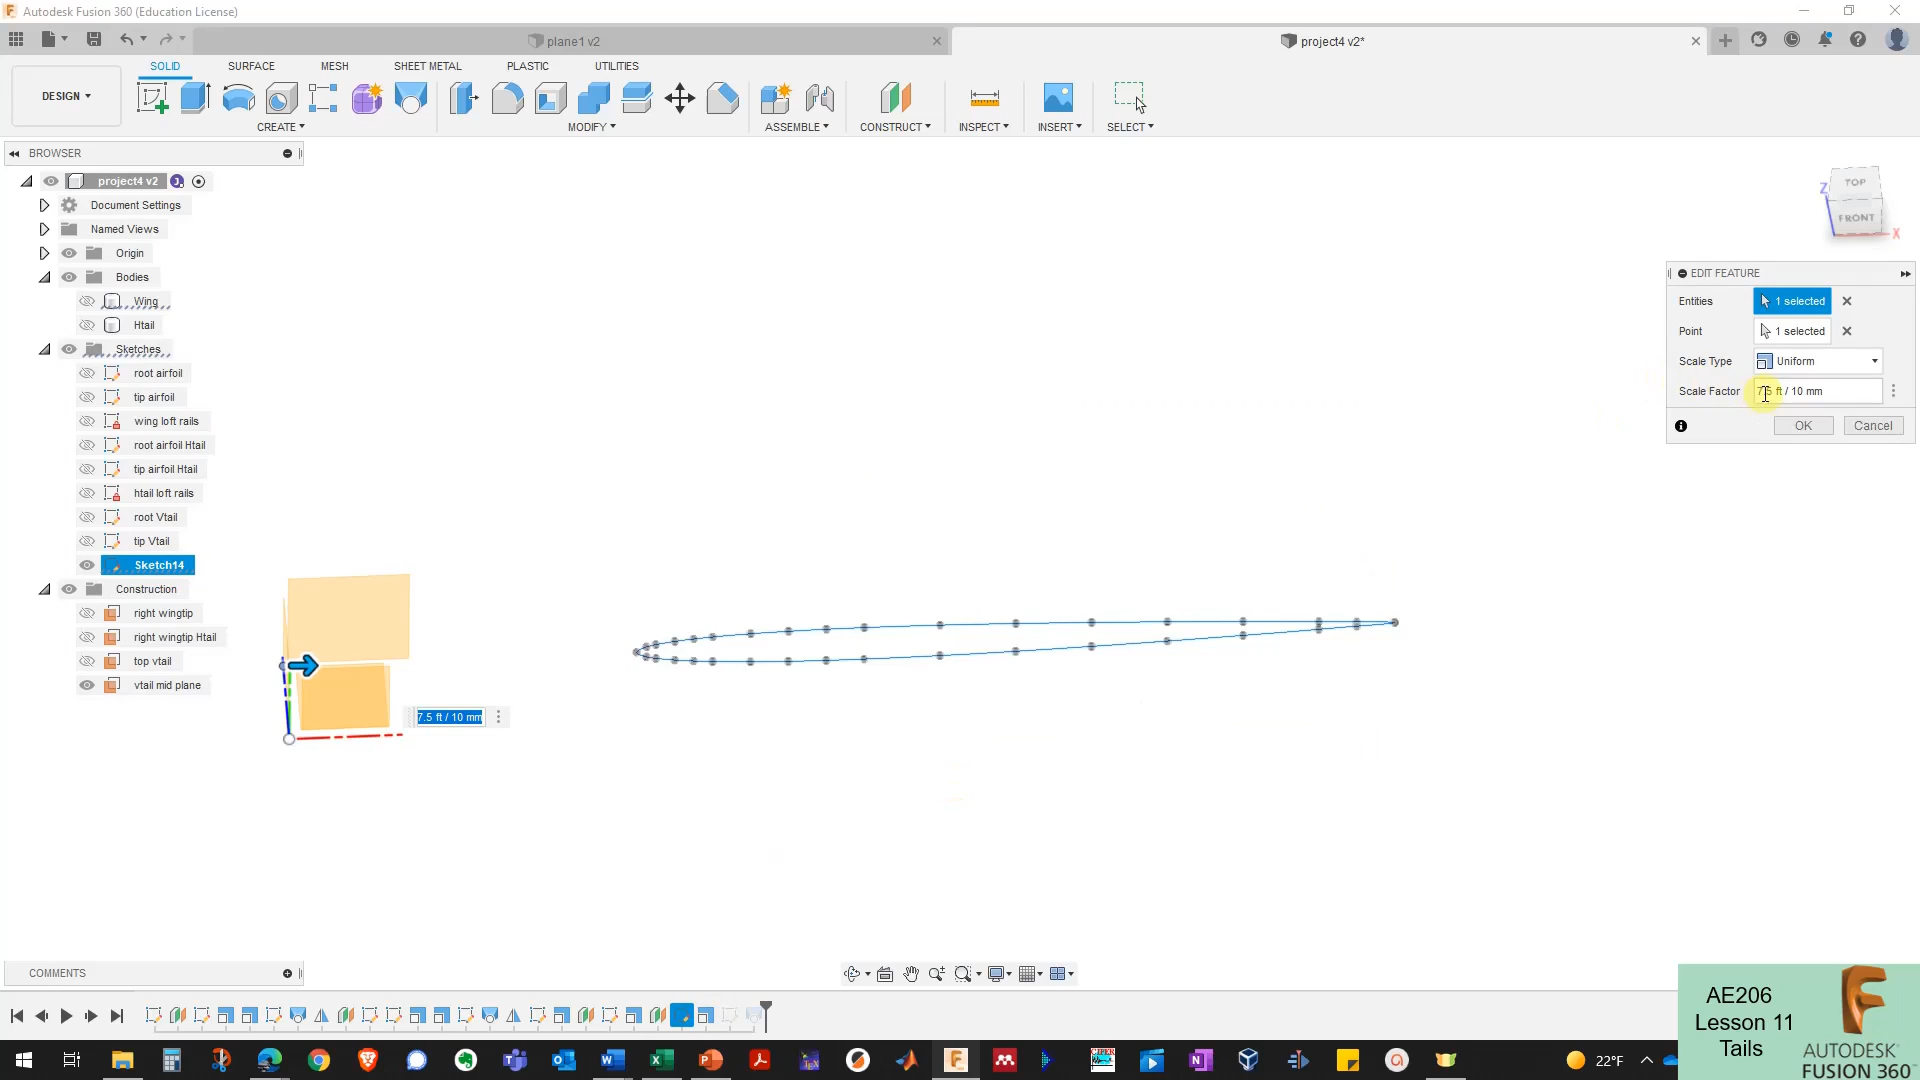 Autodesk Fusion 360 (Education License)
plane1 v2
project4 v2*
DESIGN
SOLID
SURFACE
MESH
SHEET METAL
PLASTIC
UTILITIES
CREATE
MODIFY
ASSEMBLE
CONSTRUCT
INSPECT
INSERT
SELECT
BROWSER
project4 v2
Document Settings
Named Views
Origin
Bodies
Wing
Htail
Sketches
root airfoil
tip airfoil
wing loft rails
root airfoil Htail
tip airfoil Htail
htail loft rails
root Vtail
tip Vtail
Sketch14
Construction
right wingtip
right wingtip Htail
top vtail
vtail mid plane
7.5 ft / 10 mm
TOP
FRONT
Z
X
EDIT FEATURE
Entities 1 selected
Point 1 selected
Scale Type Uniform
Scale Factor 7.5 ft / 10 mm
OK Cancel
COMMENTS
AE206
Lesson 11
Tails
AUTODESK
FUSION 360
22°F